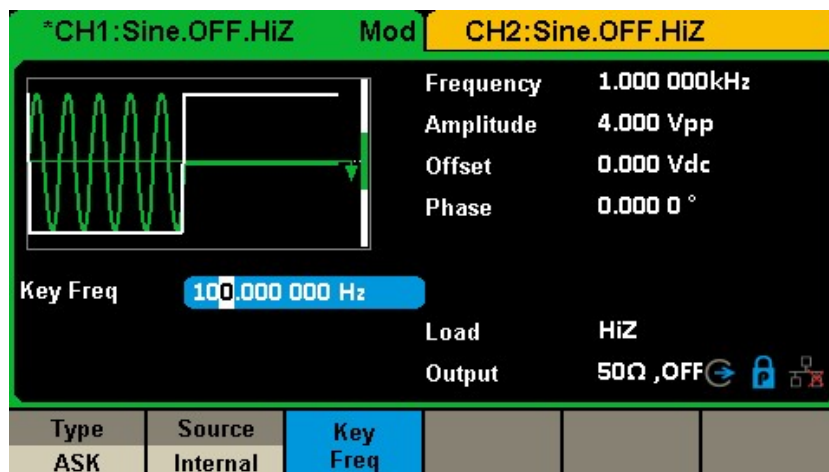 *CH1:Sine.OFF.HiZ Mod CH2:Sine.OFF.HiZ
Frequency 1.000 000kHz
Amplitude 4.000 Vpp
Offset 0.000 Vdc
Phase 0.000 0 °
Key Freq 100.000 000 Hz
Load HiZ
Output 50Ω ,OFF P
Type Source Key
ASK Internal Freq